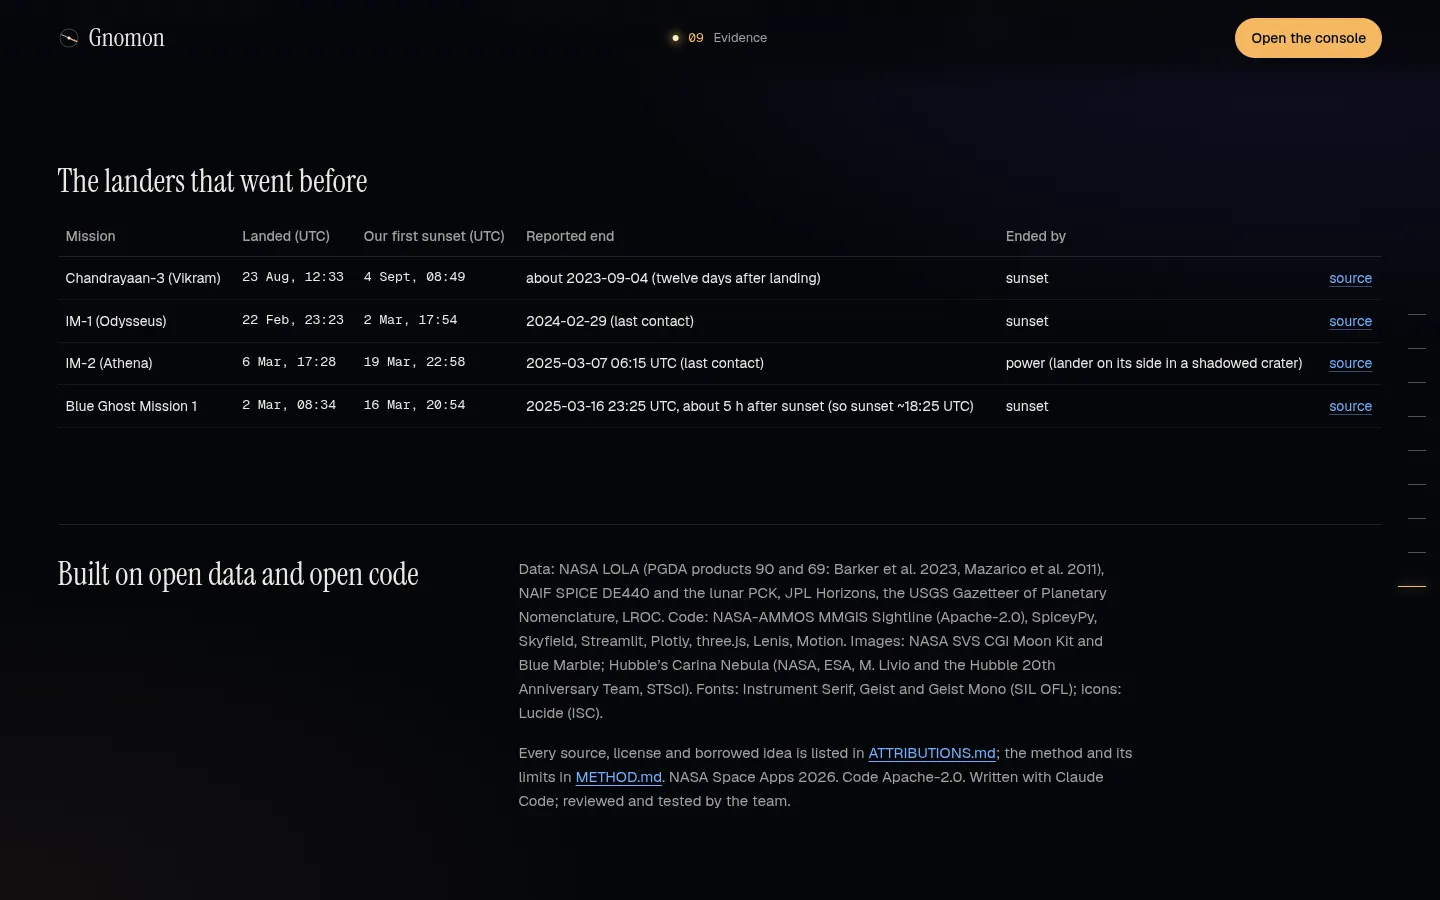 Gnomon
09 Evidence
Open the console
The landers that went before
Mission Landed (UTC) Our first sunset (UTC) Reported end Ended by
Chandrayaan-3 (Vikram) 23 Aug, 12:33 4 Sept, 08:49 about 2023-09-04 (twelve days after landing) sunset source
IM-1 (Odysseus) 22 Feb, 23:23 2 Mar, 17:54 2024-02-29 (last contact) sunset source
IM-2 (Athena) 6 Mar, 17:28 19 Mar, 22:58 2025-03-07 06:15 UTC (last contact) power (lander on its side in a shadowed crater) source
Blue Ghost Mission 1 2 Mar, 08:34 16 Mar, 20:54 2025-03-16 23:25 UTC, about 5 h after sunset (so sunset ~18:25 UTC) sunset source
Built on open data and open code
Data: NASA LOLA (PGDA products 90 and 69: Barker et al. 2023, Mazarico et al. 2011),
NAIF SPICE DE440 and the lunar PCK, JPL Horizons, the USGS Gazetteer of Planetary
Nomenclature, LROC. Code: NASA-AMMOS MMGIS Sightline (Apache-2.0), SpiceyPy,
Skyfield, Streamlit, Plotly, three.js, Lenis, Motion. Images: NASA SVS CGI Moon Kit and
Blue Marble; Hubble's Carina Nebula (NASA, ESA, M. Livio and the Hubble 20th
Anniversary Team, STScI). Fonts: Instrument Serif, Geist and Geist Mono (SIL OFL); icons:
Lucide (ISC).
Every source, license and borrowed idea is listed in ATTRIBUTIONS.md; the method and its
limits in METHOD.md. NASA Space Apps 2026. Code Apache-2.0. Written with Claude
Code; reviewed and tested by the team.